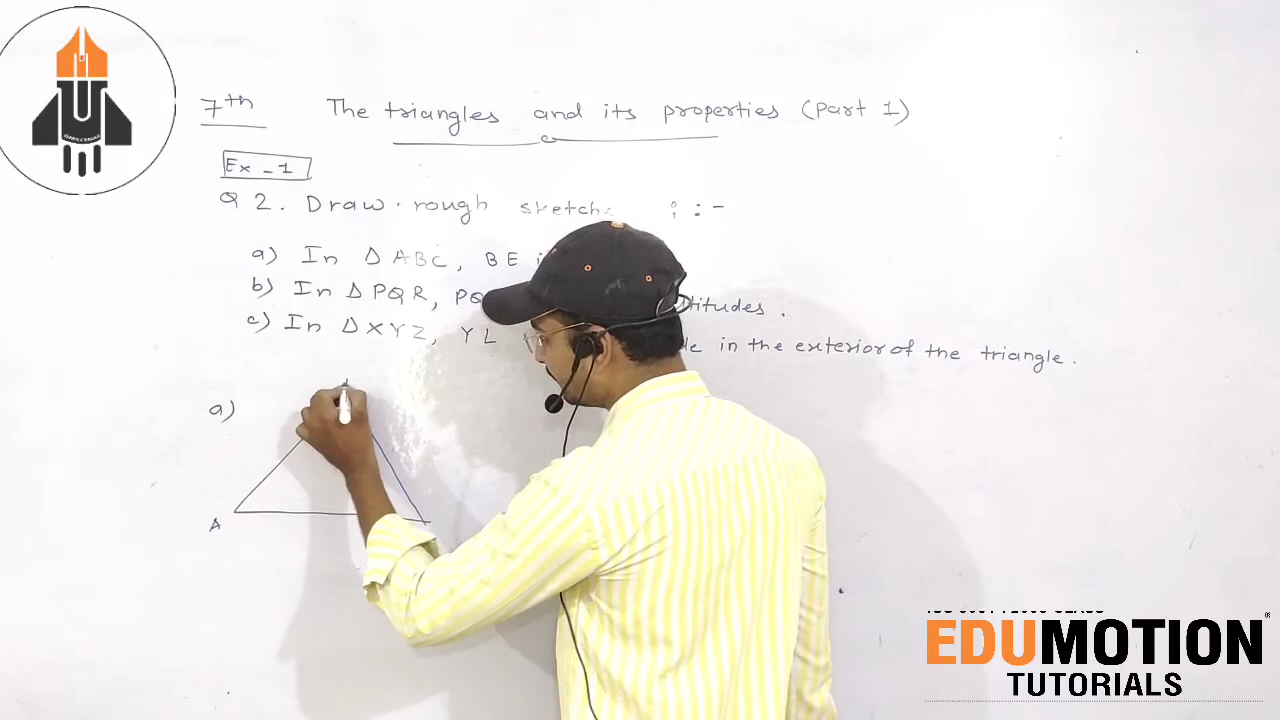 7th The triangles and its properties (Part 1)
Ex - 1
Q 2. Draw rough :-
a) In Δ ABC, BE
b) In Δ PQR, PQ altitudes.
c) In Δ XYZ, YL in the exterior of the triangle.
a)
A
EDUMOTION
TUTORIALS